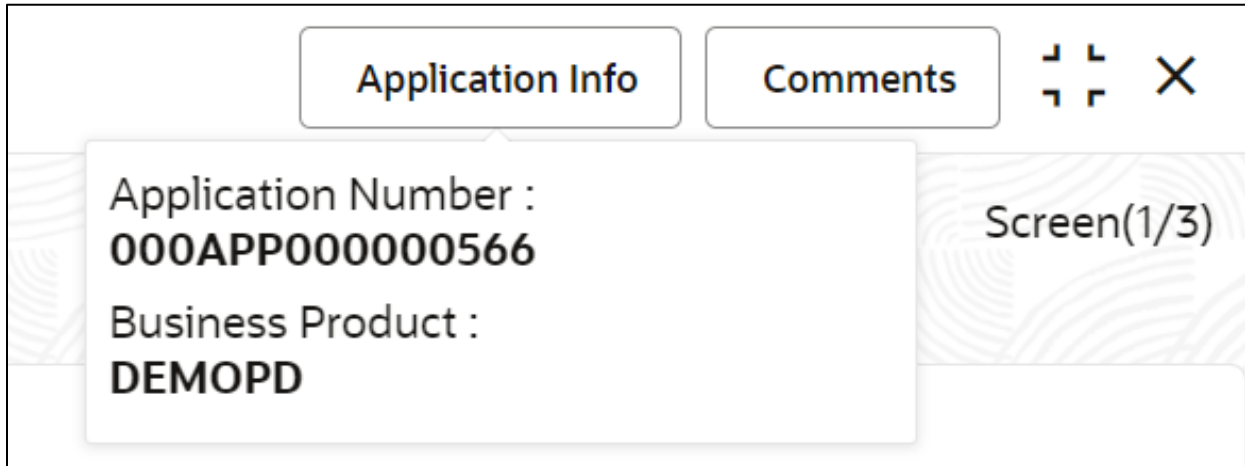 Application Info
Comments
Application Number :
000APP000000566
Screen(1/3)
Business Product :
DEMOPD